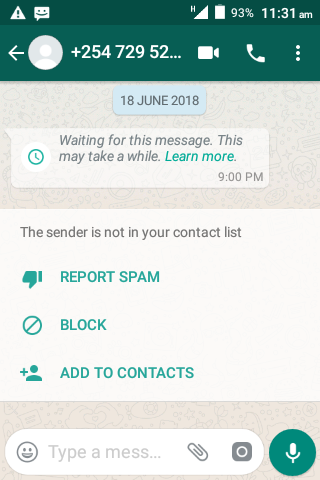 H 93% 11:31 am
+254 729 52...
18 JUNE 2018
Waiting for this message. This
may take a while. Learn more.
9:00 PM
The sender is not in your contact list
REPORT SPAM
BLOCK
ADD TO CONTACTS
Type a mess...